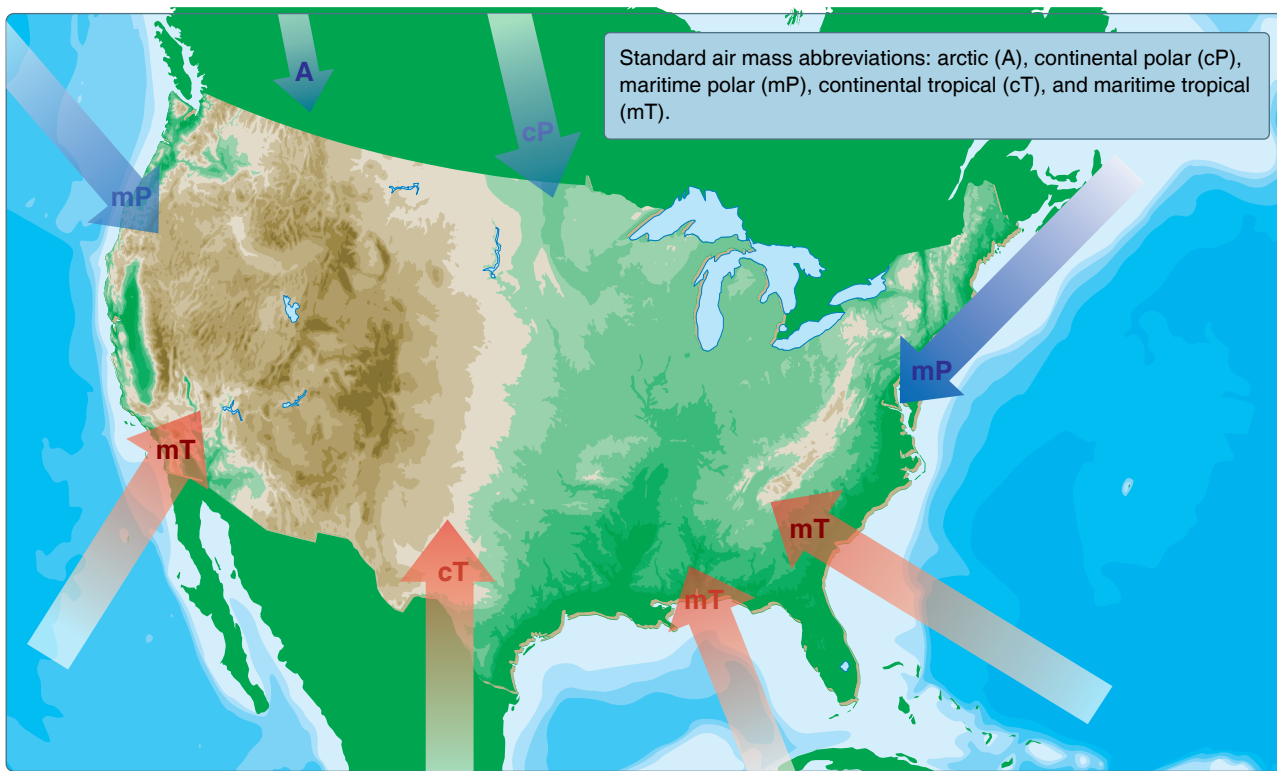 Standard air mass abbreviations: arctic (A), continental polar (cP),
maritime polar (mP), continental tropical (cT), and maritime tropical
(mT).
A
cP
mP
mP
mT
mT
cT
mT